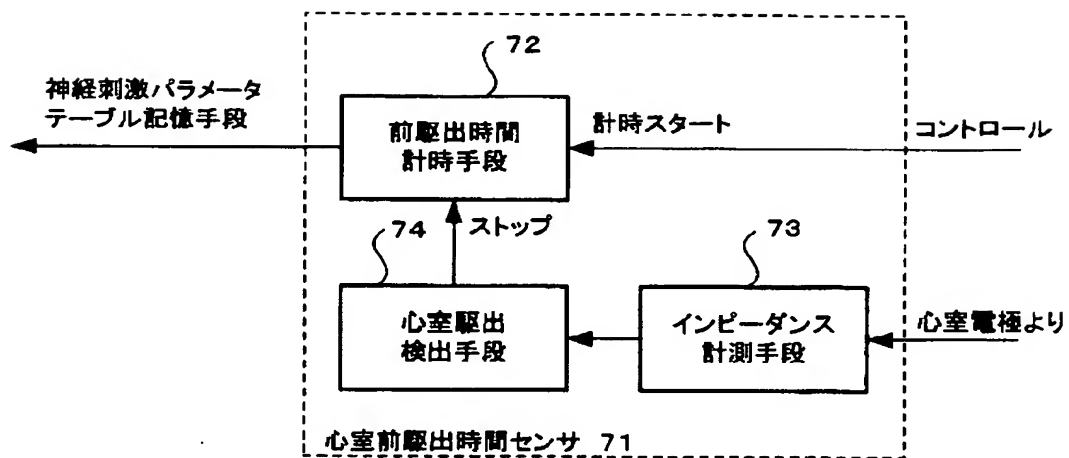 72
神経刺激パラメータ
テーブル記憶手段
前駆出時間
計時手段
計時スタート
コントロール
74
ストップ
73
心室駆出
検出手段
インピーダンス
計測手段
心室電極より
心室前駆出時間センサ 71